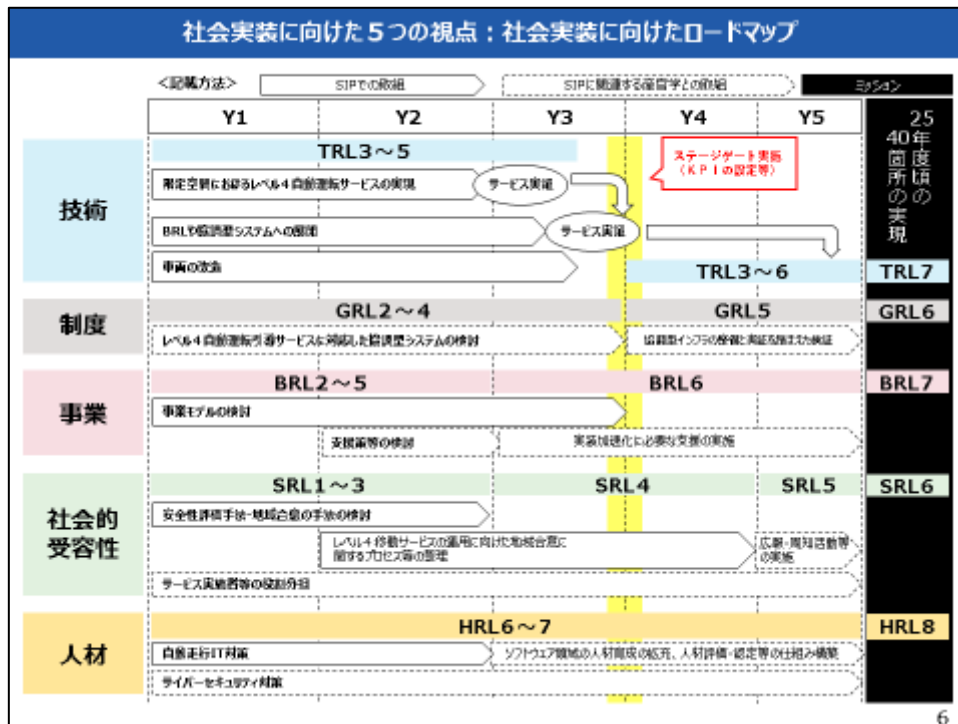 社会実装に向けた５つの視点：社会実装に向けたロードマップ
<記載方法>
SIPでの取組
SIPに関連する産官学との取組
ミッション
Y1
Y2
Y3
Y4
Y5
25年度頃の
40箇所の実現
技術
TRL3～5
ステージゲート実施
（ＫＰＩの設定等）
限定空間におけるレベル4自動運転サービスの実現
サービス実証
BRLや協調型システムへの展開
サービス実証
車両の改造
TRL3～6
TRL7
制度
GRL2～4
GRL5
GRL6
レベル4自動運転引導サービスに対応した協調型システムの検討
協調型インフラの整備と実証を踏まえた検証
事業
BRL2～5
BRL6
BRL7
事業モデルの検討
支援策等の検討
実装加速化に必要な支援の実施
社会的
受容性
SRL1～3
SRL4
SRL5
SRL6
安全性評価手法・地域合意の手法の検討
レベル4移動サービスの運用に向けた地域合意に
関するプロセス等の整理
広報・周知活動等
の実施
サービス実施者等の役割分担
人材
HRL6～7
HRL8
自動走行IT対策
ソフトウェア領域の人材育成の拡充、人材評価・認定等の仕組み構築
サイバーセキュリティ対策
6